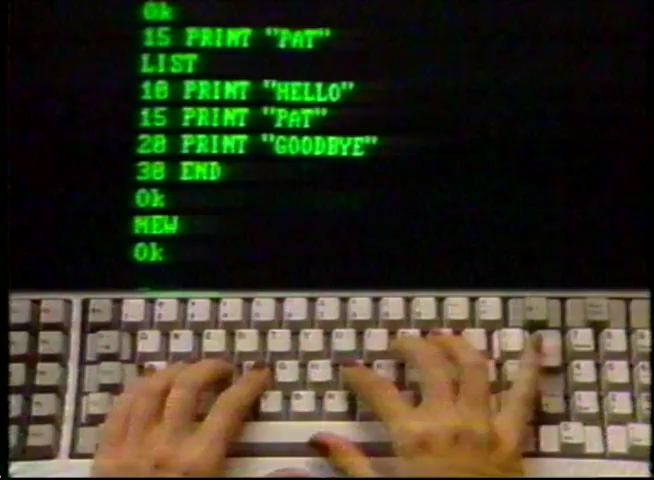 Ok
15 PRINT "PAT"
LIST
10 PRINT "HELLO"
15 PRINT "PAT"
20 PRINT "GOODBYE"
30 END
Ok
NEW
Ok